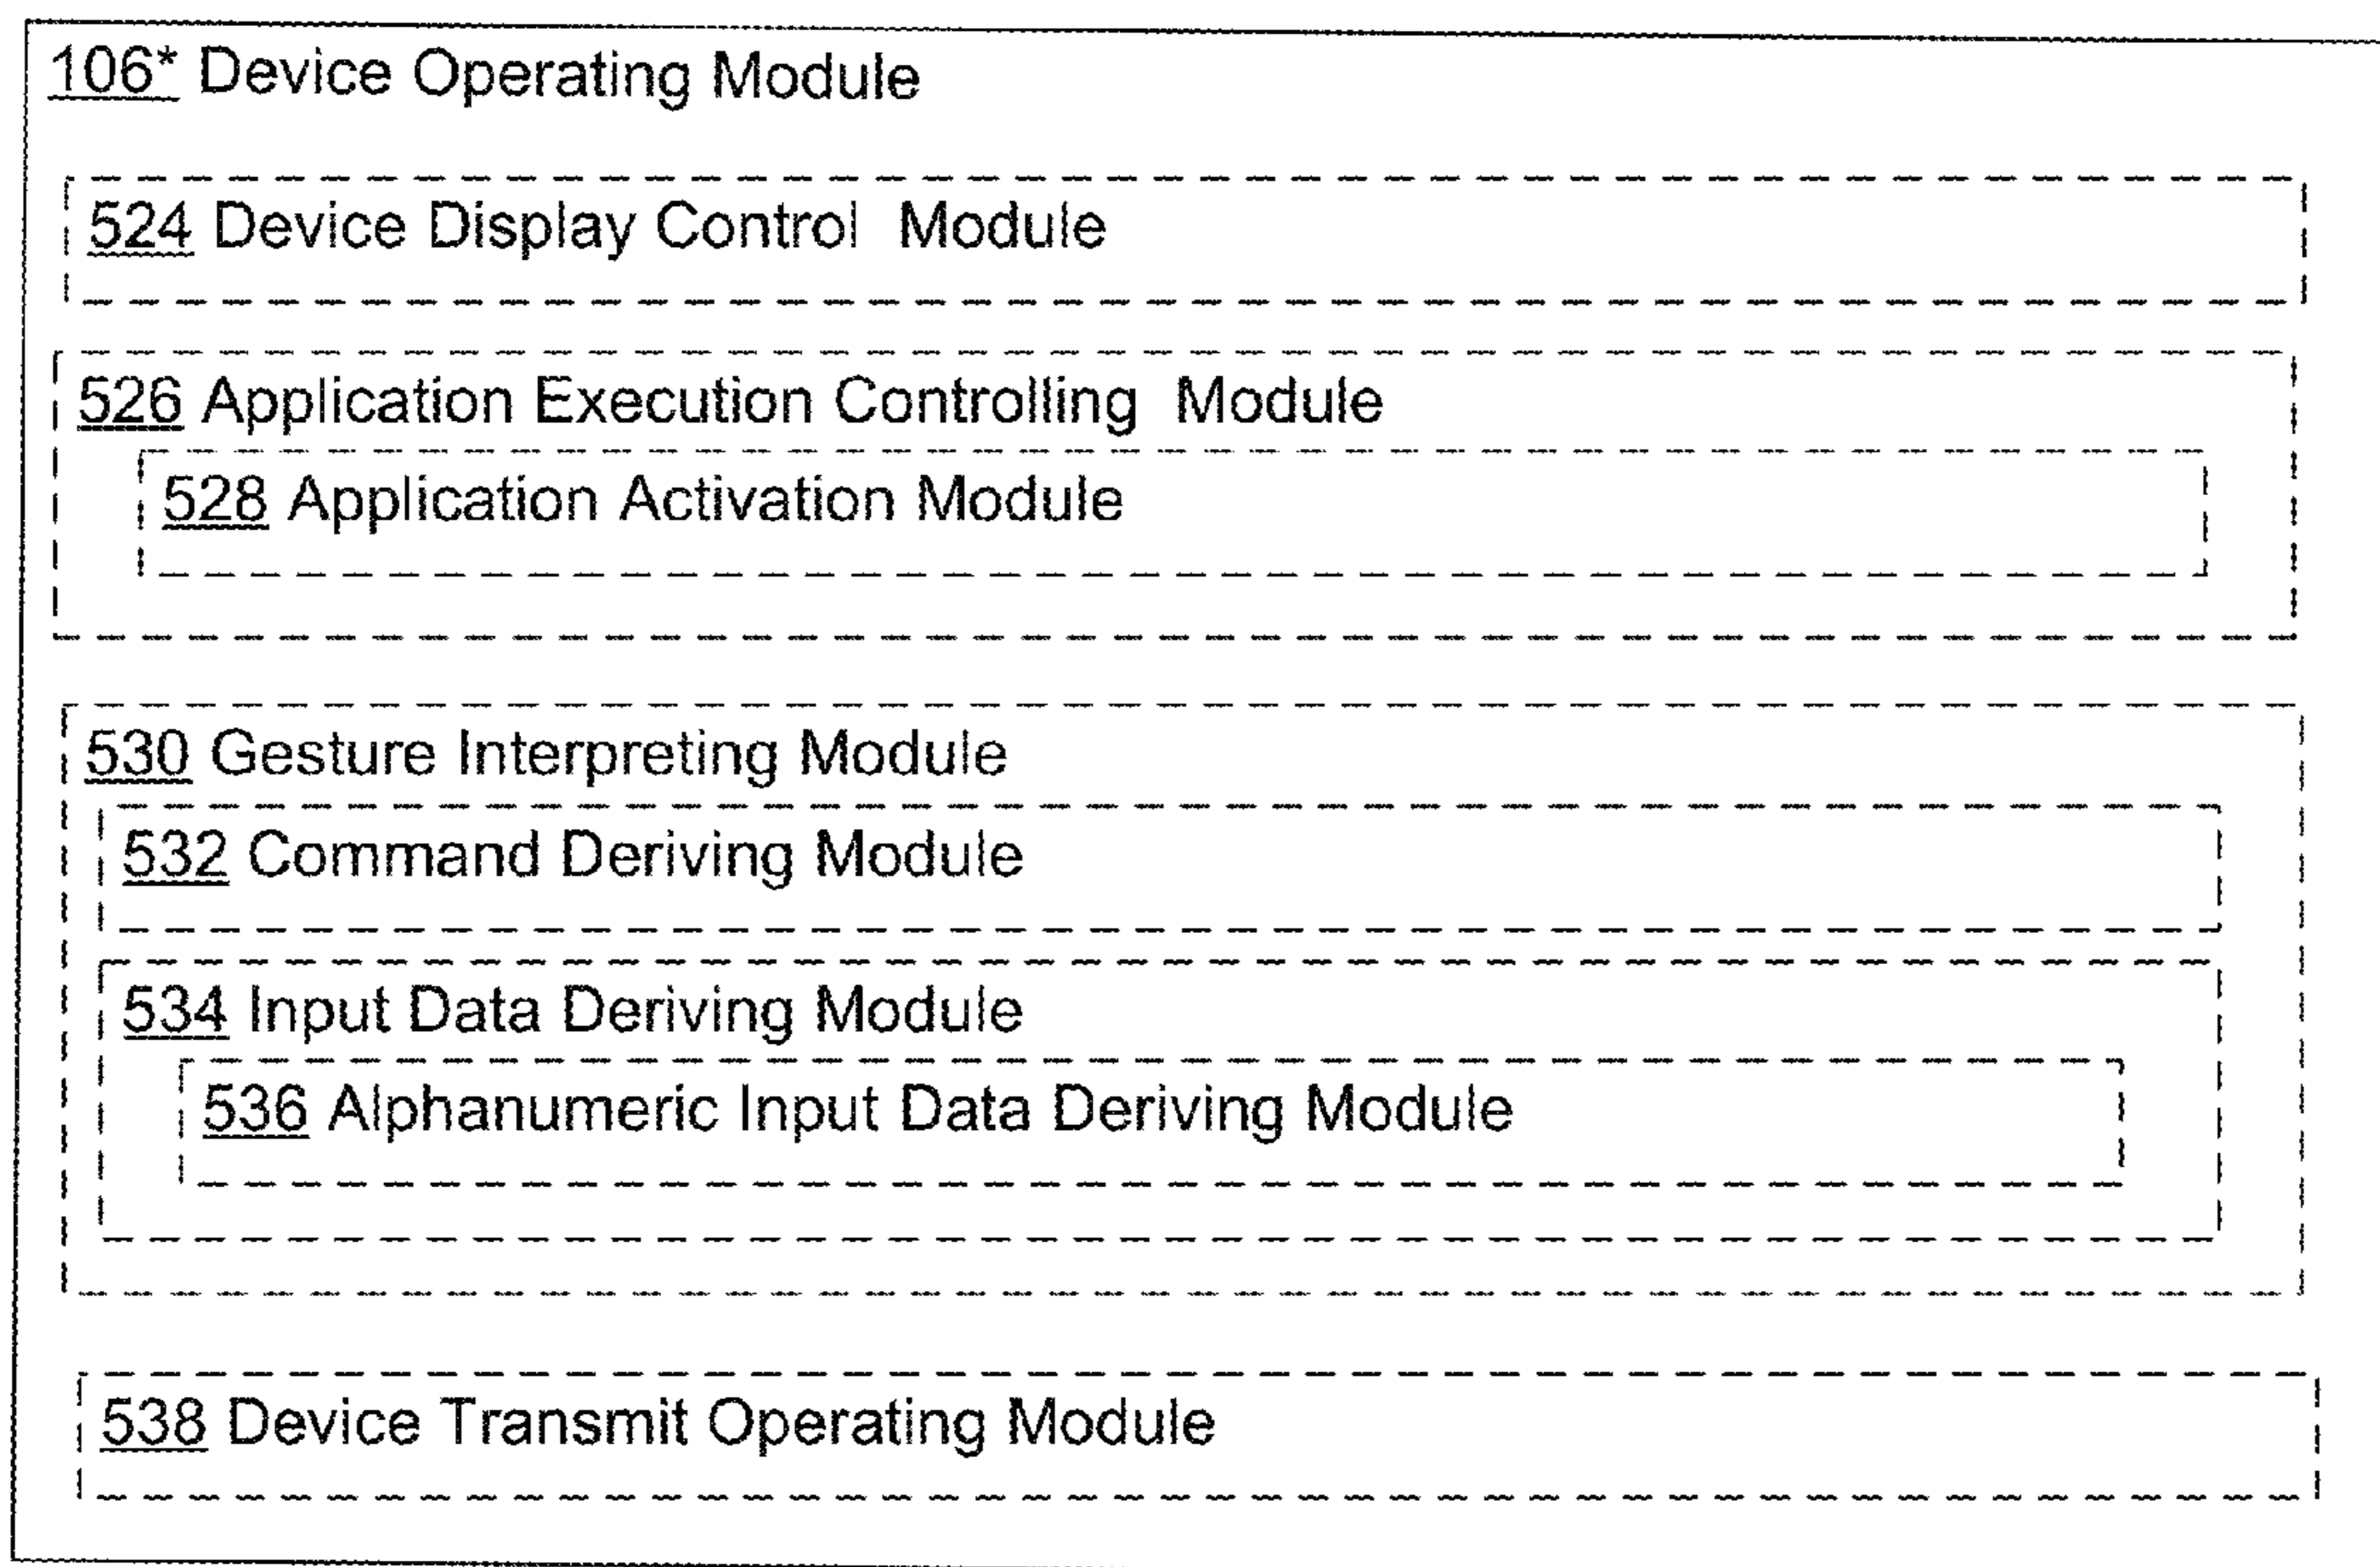 106* Device Operating Module
524 Device Display Control Module
526 Application Execution Controlling Module
528 Application Activation Module
530 Gesture Interpreting Module
532 Command Deriving Module
534 Input Data Deriving Module
536 Alphanumeric Input Data Deriving Module
538 Device Transmit Operating Module